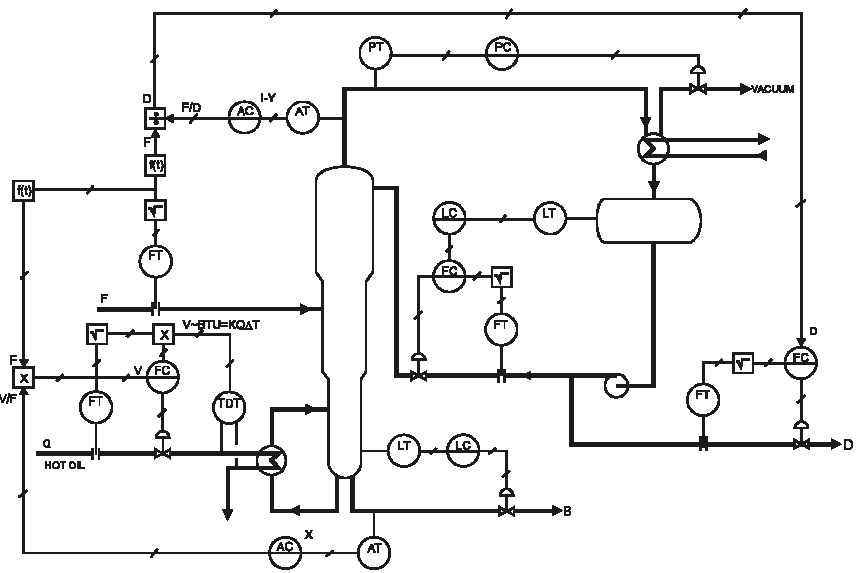 PT
PC
VACUUM
D
F/D
AC
I-Y
AT
÷
F
f(t)
f(t)
LC
LT
√
FT
FC
√
F
FT
V~BTU=KQΔT
D
√
X
F
X
V
FC
FC
√
V/F
FT
TDT
FT
Q
HOT OIL
LT
LC
D
B
X
AC
AT